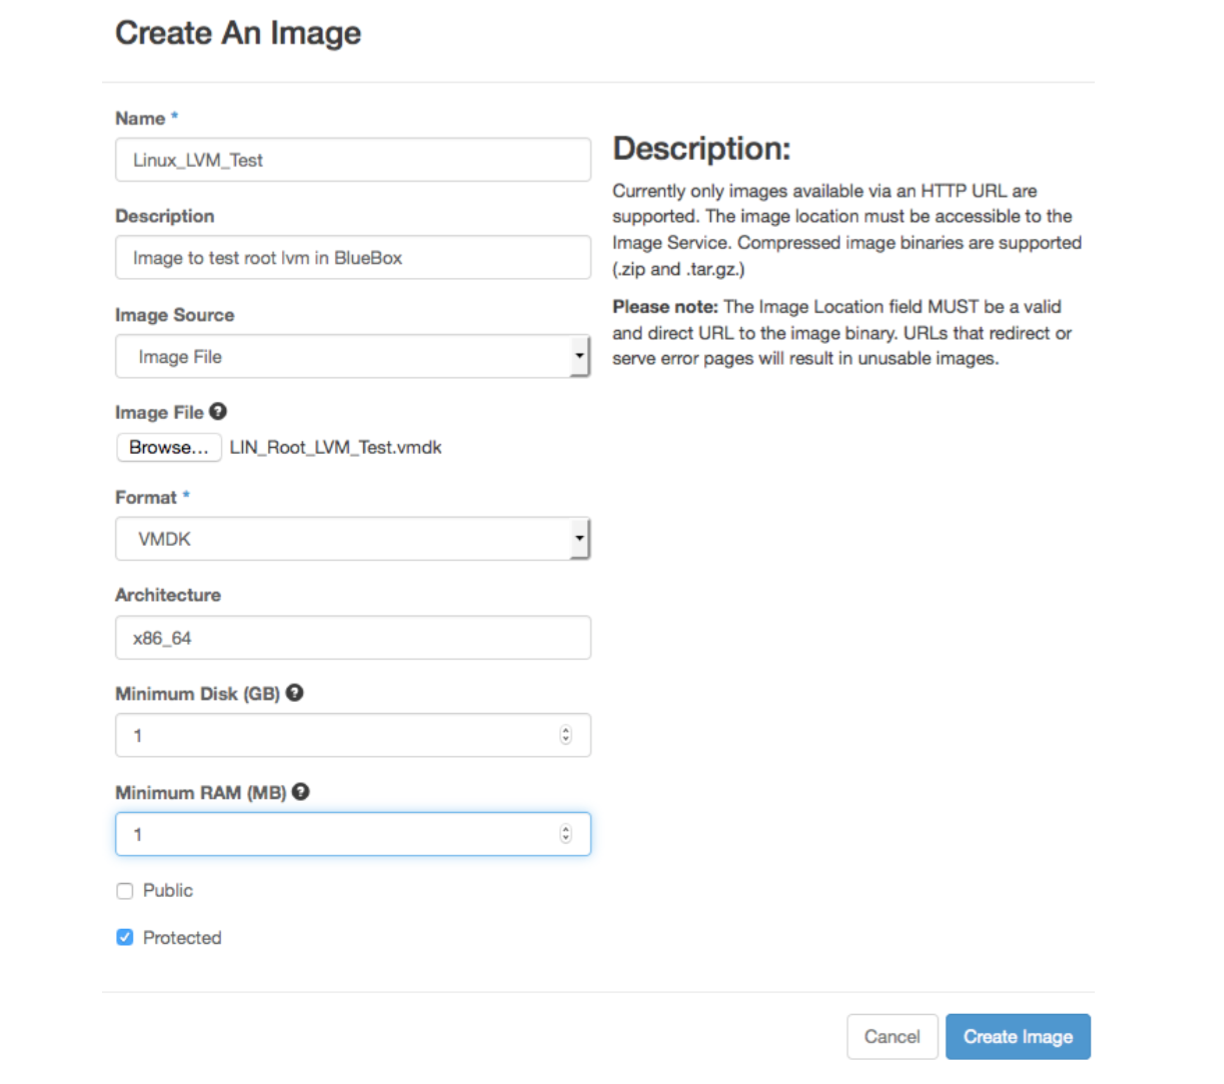 Create An Image
Name *
Linux_LVM_Test
Description
Image to test root lvm in BlueBox
Image Source
Image File
Image File ?
Browse... LIN_Root_LVM_Test.vmdk
Format *
VMDK
Architecture
x86_64
Minimum Disk (GB) ?
1
Minimum RAM (MB) ?
1
Public
Protected
Description:
Currently only images available via an HTTP URL are
supported. The image location must be accessible to the
Image Service. Compressed image binaries are supported
(.zip and .tar.gz.)
Please note: The Image Location field MUST be a valid
and direct URL to the image binary. URLs that redirect or
serve error pages will result in unusable images.
Cancel
Create Image